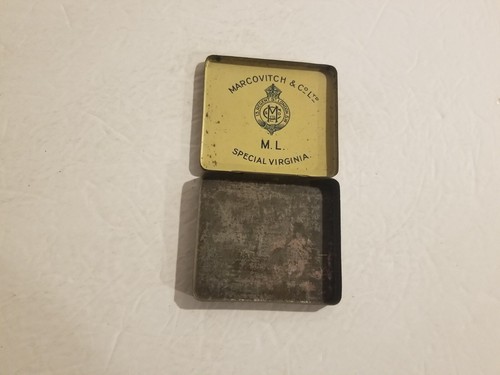 MARCOVITCH & Co. LTD
M. L.
SPECIAL VIRGINIA.